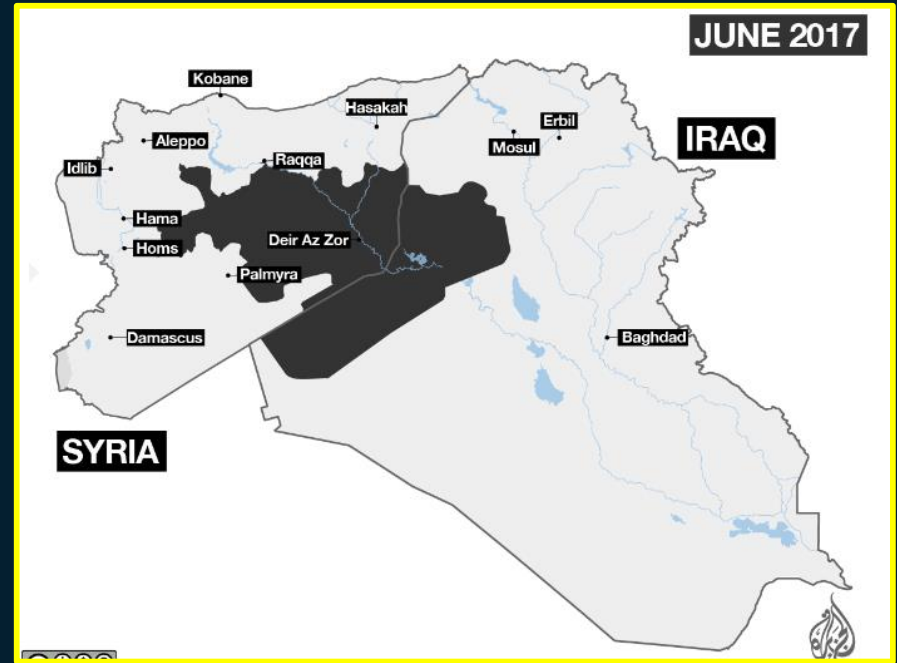 JUNE 2017
Kobane
Hasakah
Erbil
Aleppo
Mosul
IRAQ
Idlib
Raqqa
Hama
Deir Az Zor
Homs
Palmyra
Damascus
Baghdad
SYRIA